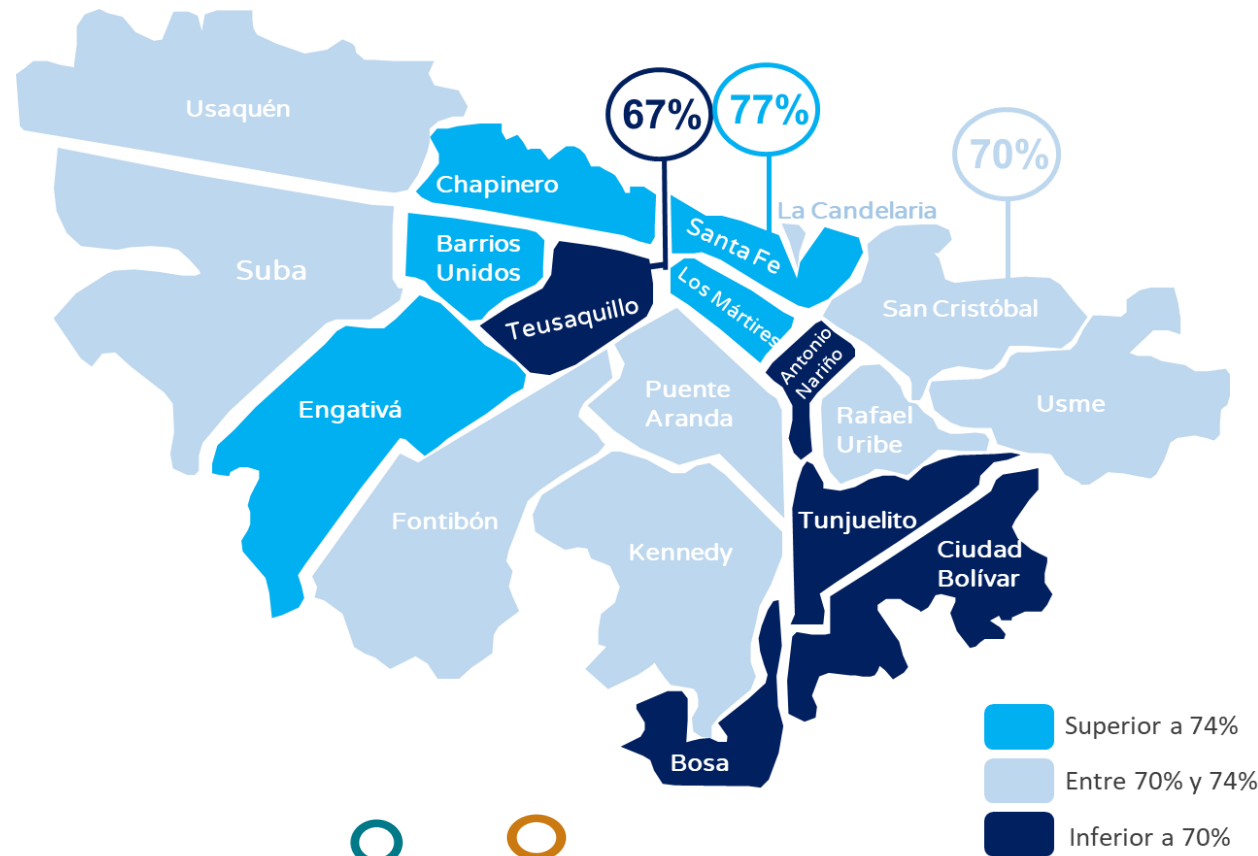 67%
77%
70%
Usaquén
Chapinero
La Candelaria
Santa Fe
Barrios
Unidos
Suba
Los Mártires
Teusaquillo
San Cristóbal
Antonio
Nariño
Puente
Aranda
Engativá
Rafael
Uribe
Usme
Fontibón
Kennedy
Tunjuelito
Ciudad
Bolívar
Bosa
Superior a 74%
Entre 70% y 74%
Inferior a 70%